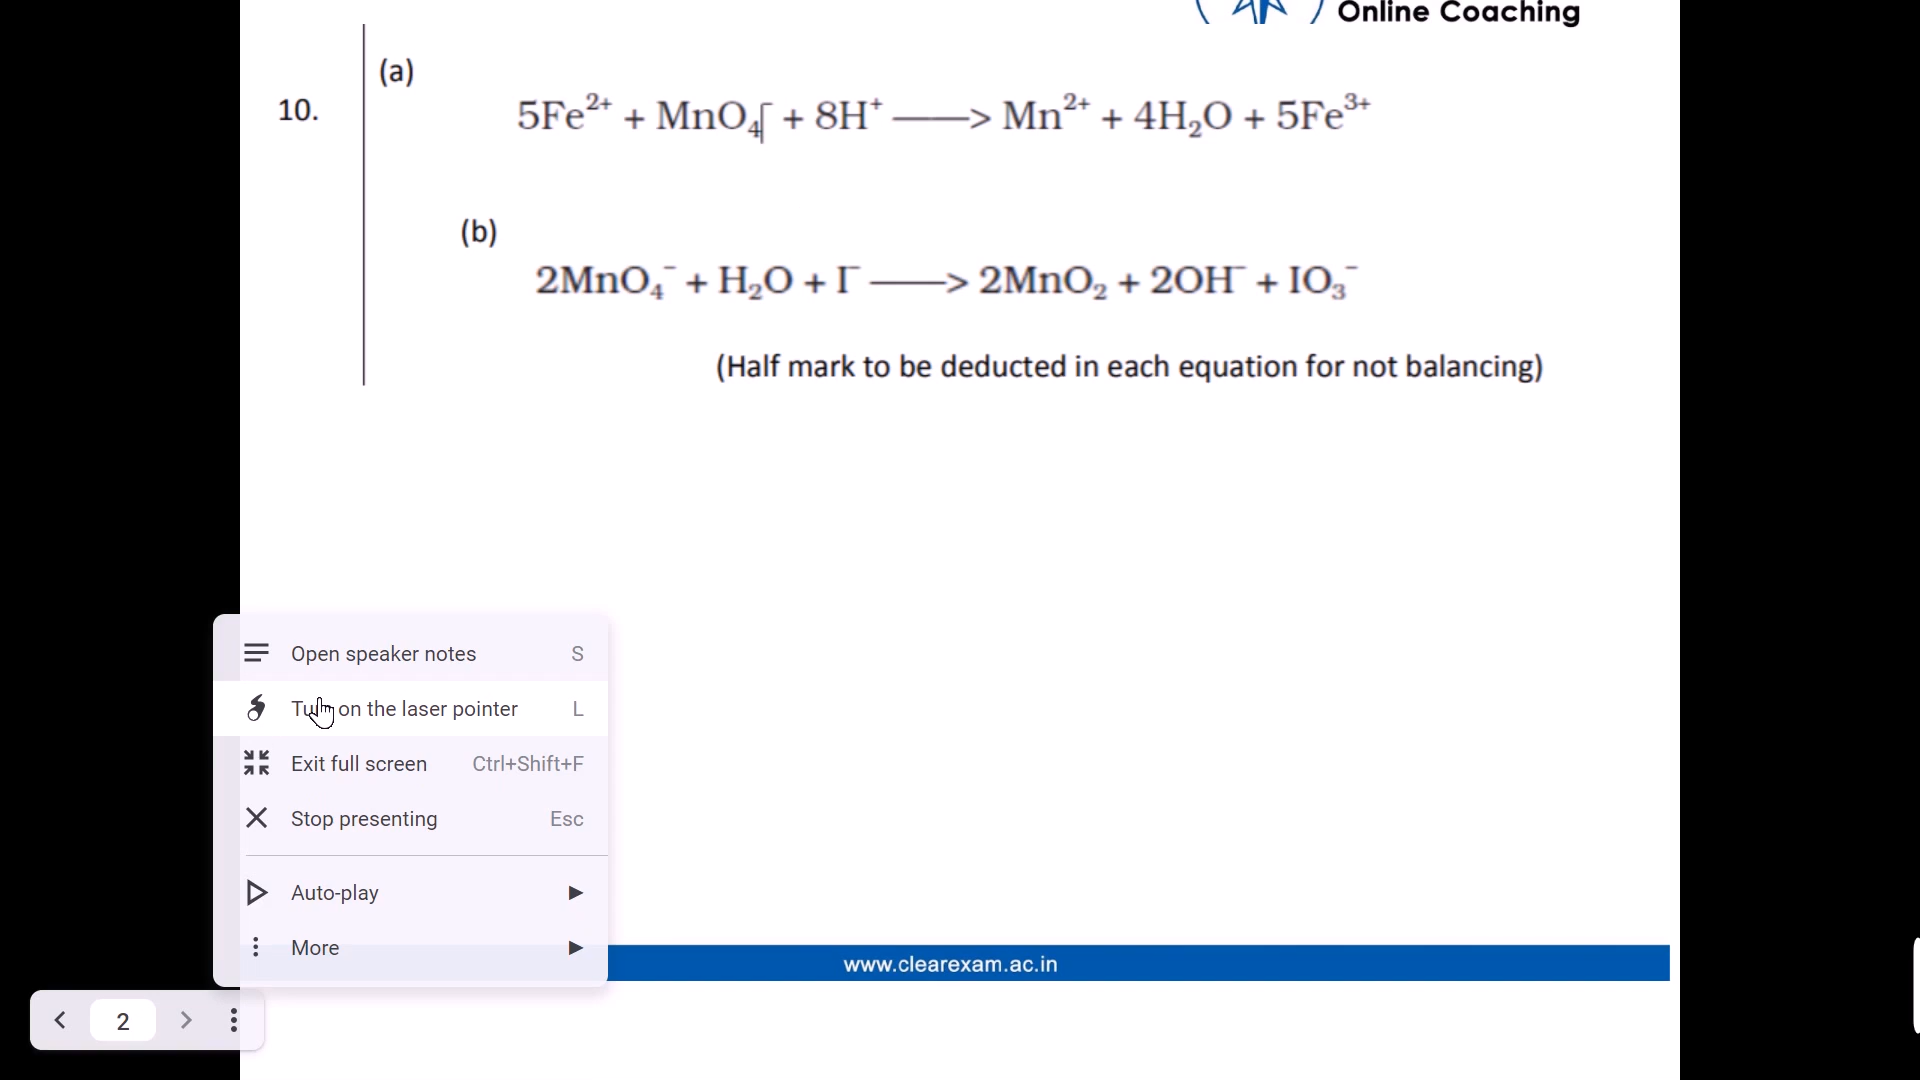 Online Coaching
(a)
10.
5Fe²⁺ + MnO₄⁻ + 8H⁺ ——> Mn²⁺ + 4H₂O + 5Fe³⁺
(b)
2MnO₄⁻ + H₂O + I⁻ ——> 2MnO₂ + 2OH⁻ + IO₃⁻
(Half mark to be deducted in each equation for not balancing)
Open speaker notes S
Turn on the laser pointer L
Exit full screen Ctrl+Shift+F
Stop presenting Esc
Auto-play
More
www.clearexam.ac.in
2